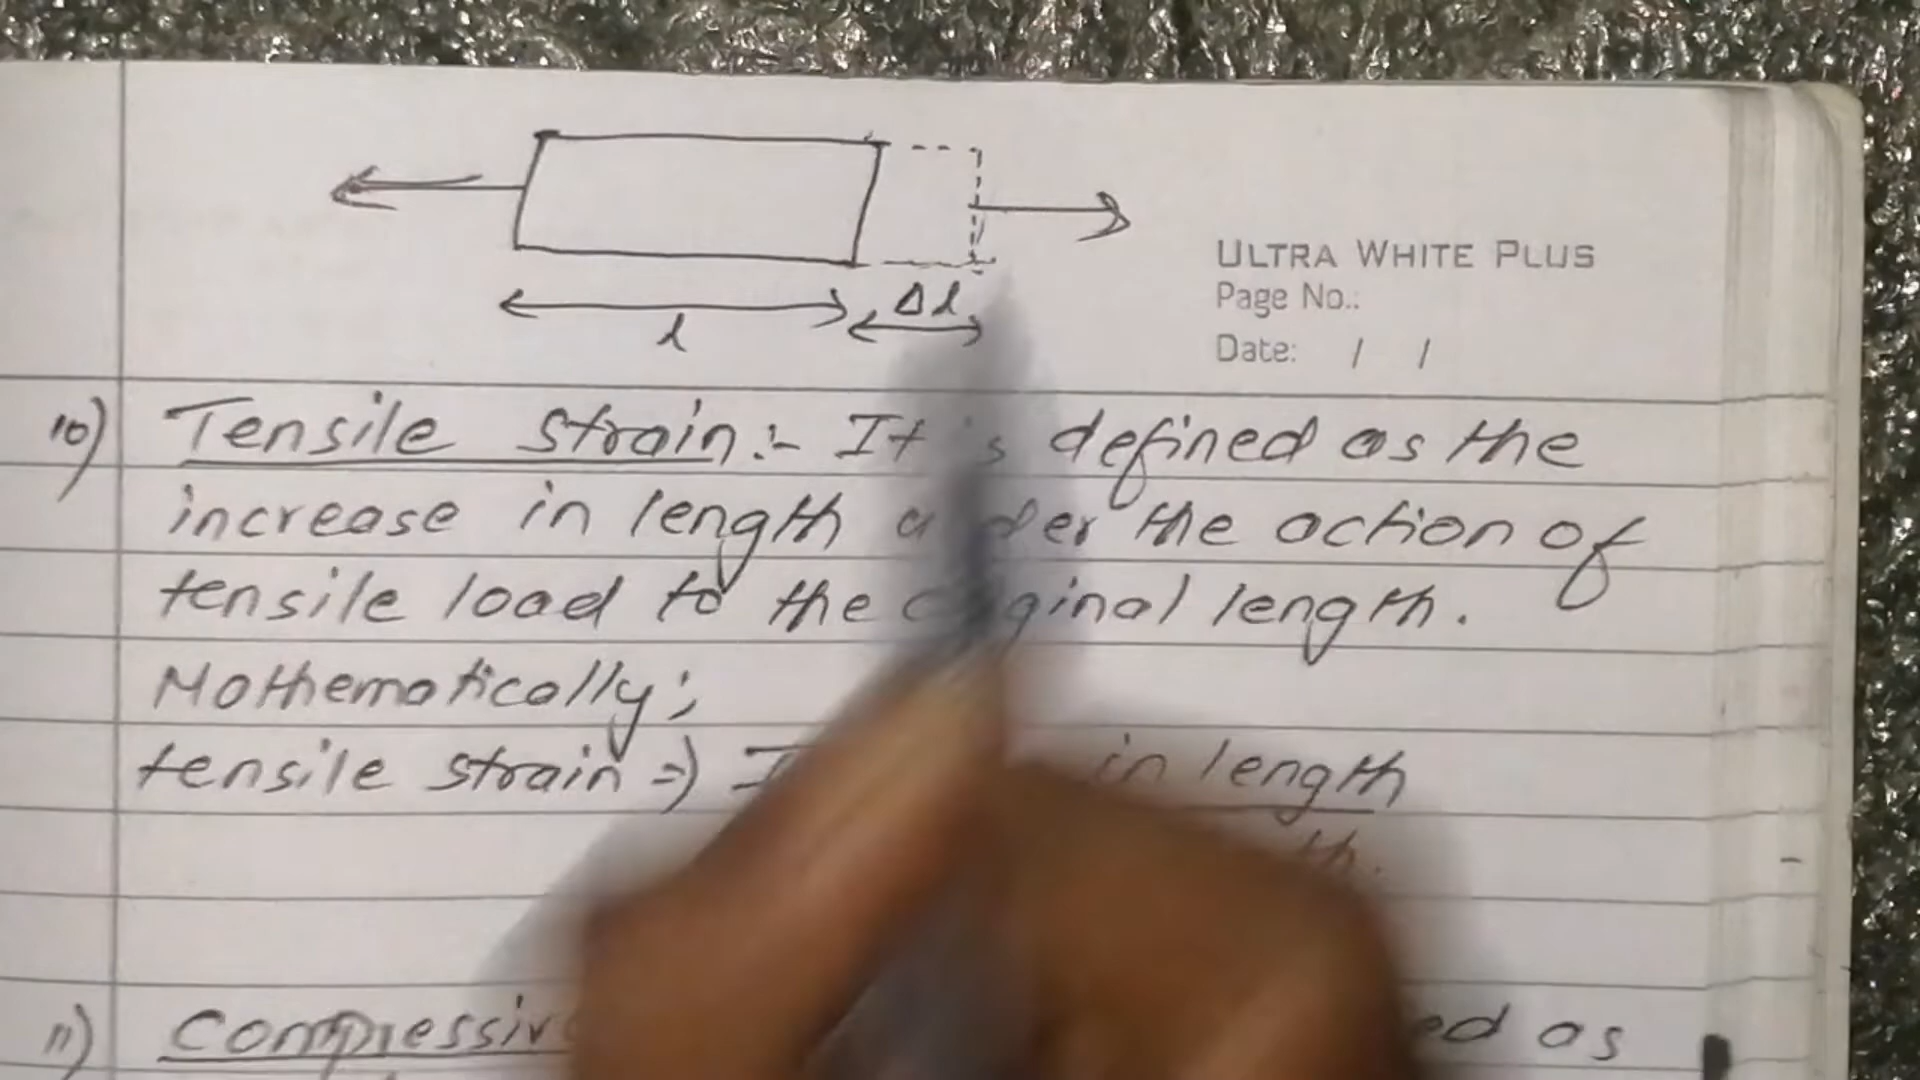 Δl
l
ULTRA WHITE PLUS
Page No.:
Date: / /
10) Tensile strain:- It is defined as the
increase in length under the action of
tensile load to the original length.
Mathematically;
tensile strain => in length
11) Compressive as